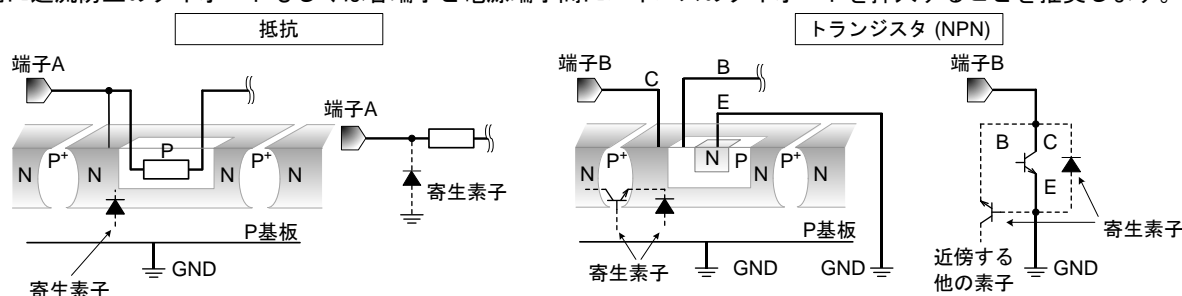 抵抗
トランジスタ (NPN)
端子A
端子A
N
P+
N
P
N
P+
N
寄生素子
P基板
GND
寄生素子
端子B
C
B
E
N
P+
N
N
P
N
P+
N
P基板
寄生素子
GND
GND
端子B
B
C
E
寄生素子
近傍する
他の素子
GND